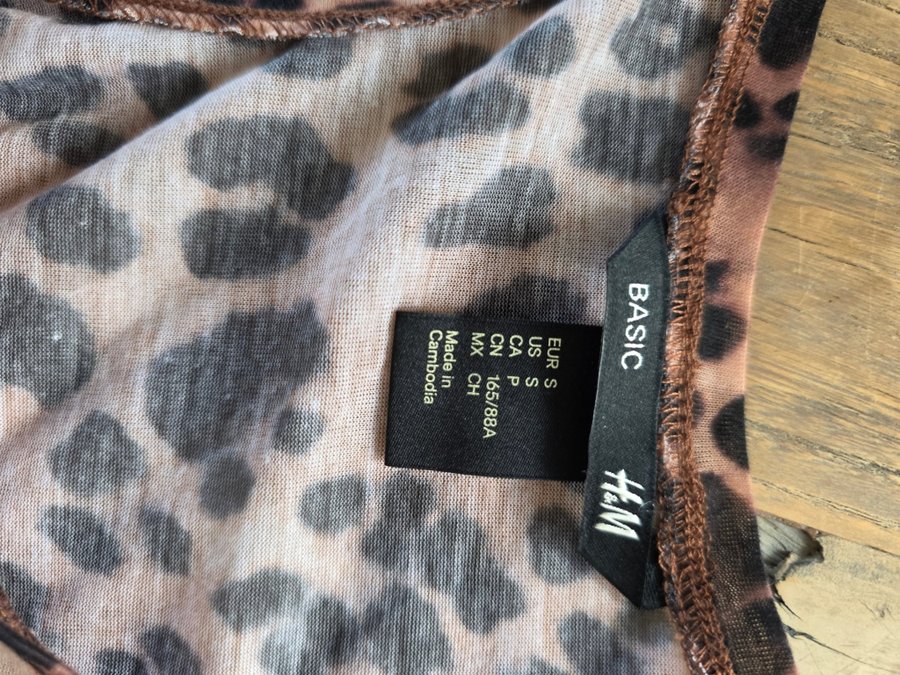 BASIC
H&M
EUR S
US S
CA P
CN 165/88A
MX CH
Made in
Cambodia